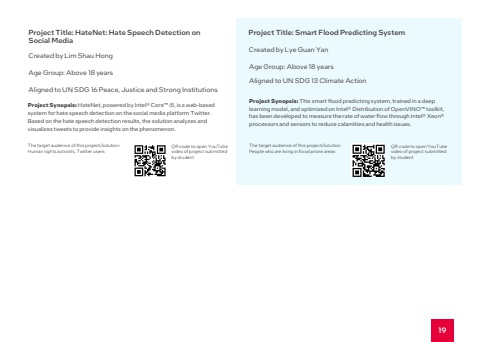 Project Title: HateNet: Hate Speech Detection on
Social Media
Created by Lim Shau Hong
Age Group: Above 18 years
Aligned to UN SDG 16 Peace, Justice and Strong Institutions
Project Synopsis: HateNet, powered by Intel® Core™ i5, is a web-based
system for hate speech detection on the social media platform Twitter.
Based on the hate speech detection results, the solution analyzes and
visualizes tweets to provide insights on the phenomenon.
The target audience of this project/solution:
Human rights activists, Twitter users
QR code to open YouTube
video of project submitted
by student
Project Title: Smart Flood Predicting System
Created by Lye Guan Yan
Age Group: Above 18 years
Aligned to UN SDG 13 Climate Action
Project Synopsis: This smart flood predicting system, trained in a deep
learning model, and optimized on Intel® Distribution of OpenVINO™ toolkit,
has been developed to measure the rate of water flow through Intel® Xeon®
processors and sensors to reduce calamities and health issues.
The target audience of this project/solution:
People who are living in flood prone areas
QR code to open YouTube
video of project submitted
by student
19